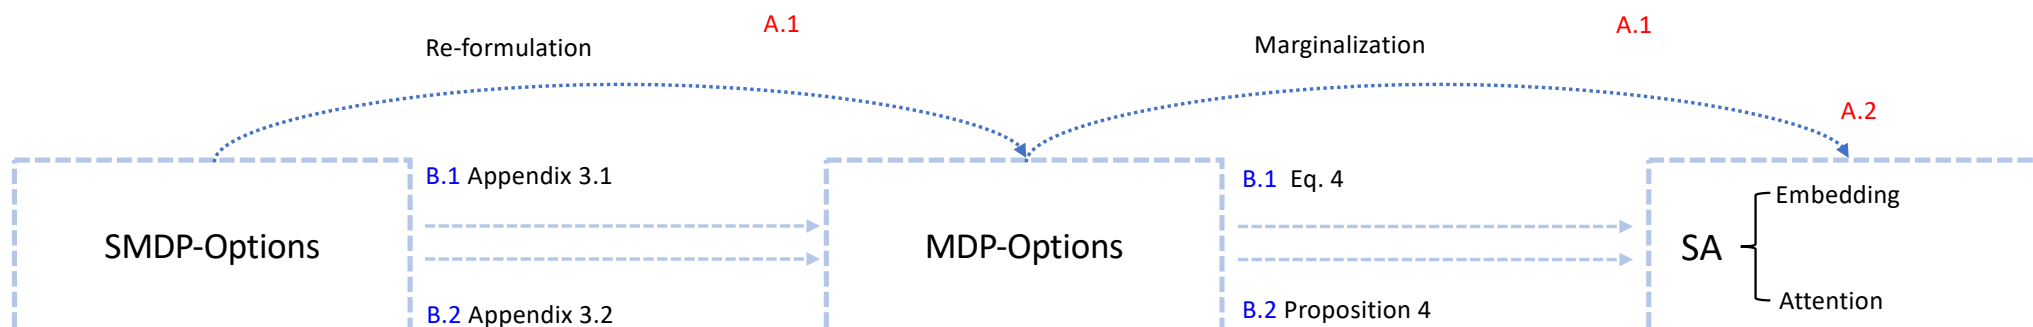 A.1
A.1
Re-formulation
Marginalization
A.2
B.1 Appendix 3.1
B.1 Eq. 4
Embedding
SMDP-Options
MDP-Options
SA
Attention
B.2 Appendix 3.2
B.2 Proposition 4